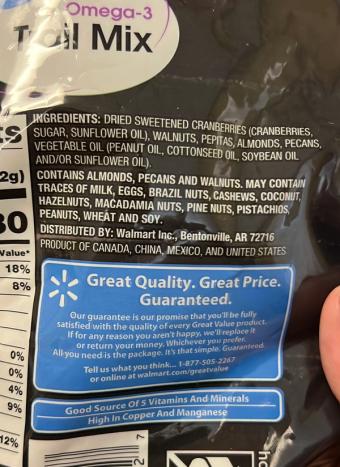 Omega-3
Trail Mix
INGREDIENTS: DRIED SWEETENED CRANBERRIES (CRANBERRIES,
SUGAR, SUNFLOWER OIL), WALNUTS, PEPITAS, ALMONDS, PECANS,
VEGETABLE OIL (PEANUT OIL, COTTONSEED OIL, SOYBEAN OIL
AND/OR SUNFLOWER OIL).
CONTAINS ALMONDS, PECANS AND WALNUTS. MAY CONTAIN
TRACES OF MILK, EGGS, BRAZIL NUTS, CASHEWS, COCONUT,
HAZELNUTS, MACADAMIA NUTS, PINE NUTS, PISTACHIOS,
PEANUTS, WHEAT AND SOY.
DISTRIBUTED BY: Walmart Inc., Bentonville, AR 72716
PRODUCT OF CANADA, CHINA, MEXICO, AND UNITED STATES
ts
2g)
30
Value*
18%
8%
0%
0%
4%
9%
12%
Great Quality. Great Price.
Guaranteed.
Our guarantee is our promise that you'll be fully
satisfied with the quality of every Great Value product.
If for any reason you aren't happy, we'll replace it
or return your money. Whichever you prefer.
All you need is the package. It's that simple. Guaranteed.
Tell us what you think... 1-877-505-2267
or online at walmart.com/greatvalue
Good Source Of 5 Vitamins And Minerals
High In Copper And Manganese